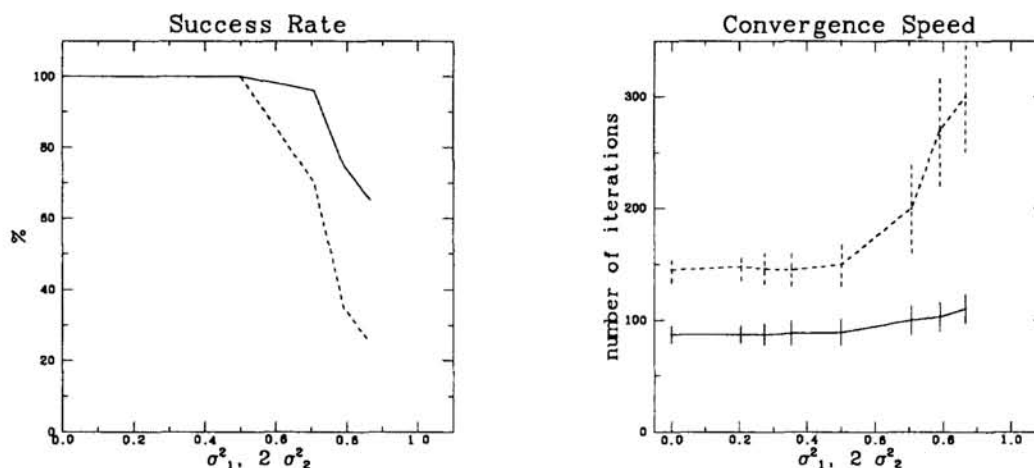 Success Rate
100
80
60
40
20
0
%
0.0 0.2 0.4 0.6 0.8 1.0
σ²₁, 2 σ²₂
Convergence Speed
300
200
100
0
number of iterations
0.0 0.2 0.4 0.6 0.8 1.0
σ²₁, 2 σ²₂